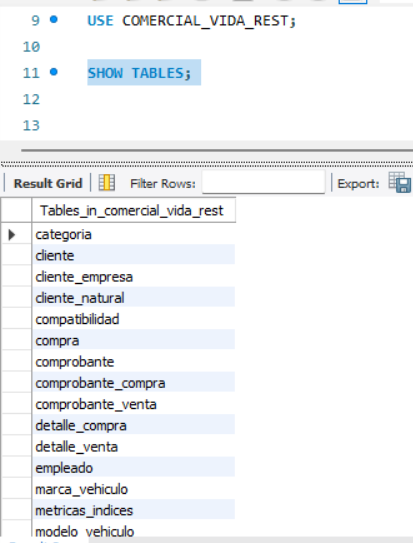 9 USE COMERCIAL_VIDA_REST;
10
11 SHOW TABLES;
12
13
Result Grid Filter Rows: Export:
Tables_in_comercial_vida_rest
categoria
cliente
cliente_empresa
cliente_natural
compatibilidad
compra
comprobante
comprobante_compra
comprobante_venta
detalle_compra
detalle_venta
empleado
marca_vehiculo
metricas_indices
modelo_vehiculo